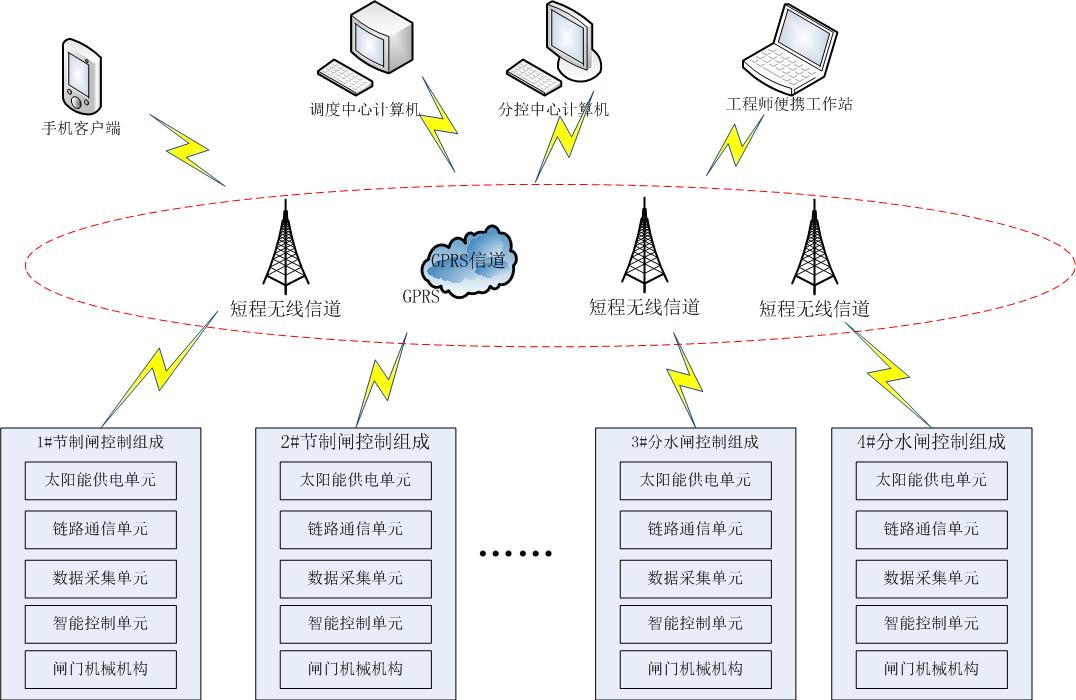 手机客户端
调度中心计算机
分控中心计算机
工程师便携工作站
GPRS信道
GPRS
短程无线信道
短程无线信道
短程无线信道
1#节制闸控制组成
太阳能供电单元
链路通信单元
数据采集单元
智能控制单元
闸门机械机构
2#节制闸控制组成
太阳能供电单元
链路通信单元
数据采集单元
智能控制单元
闸门机械机构
······
3#分水闸控制组成
太阳能供电单元
链路通信单元
数据采集单元
智能控制单元
闸门机械机构
4#分水闸控制组成
太阳能供电单元
链路通信单元
数据采集单元
智能控制单元
闸门机械机构